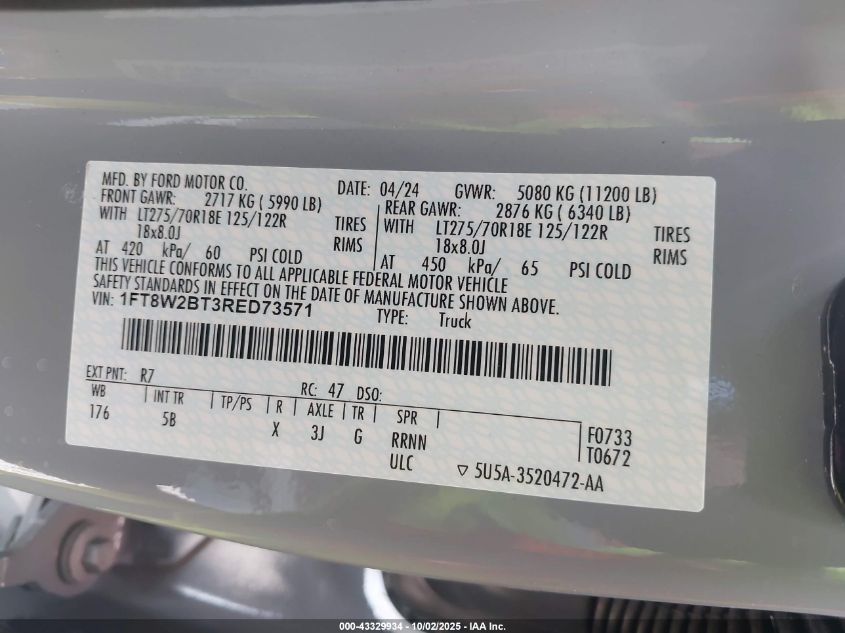 MFD. BY FORD MOTOR CO. DATE: 04/24 GVWR: 5080 KG (11200 LB)
FRONT GAWR: 2717 KG ( 5990 LB) REAR GAWR: 2876 KG ( 6340 LB)
WITH LT275/70R18E 125/122R TIRES WITH LT275/70R18E 125/122R TIRES
18x8.0J RIMS 18x8.0J RIMS
AT 420 kPa/ 60 PSI COLD AT 450 kPa/ 65 PSI COLD
THIS VEHICLE CONFORMS TO ALL APPLICABLE FEDERAL MOTOR VEHICLE
SAFETY STANDARDS IN EFFECT ON THE DATE OF MANUFACTURE SHOWN ABOVE.
VIN: 1FT8W2BT3RED73571 TYPE: Truck
EXT PNT: R7 RC: 47 DSO:
WB INT TR TP/PS R AXLE TR SPR
176 5B X 3J G RRNN F0733
ULC T0672
5U5A-3520472-AA
000-43329934 - 10/02/2025 - IAA Inc.